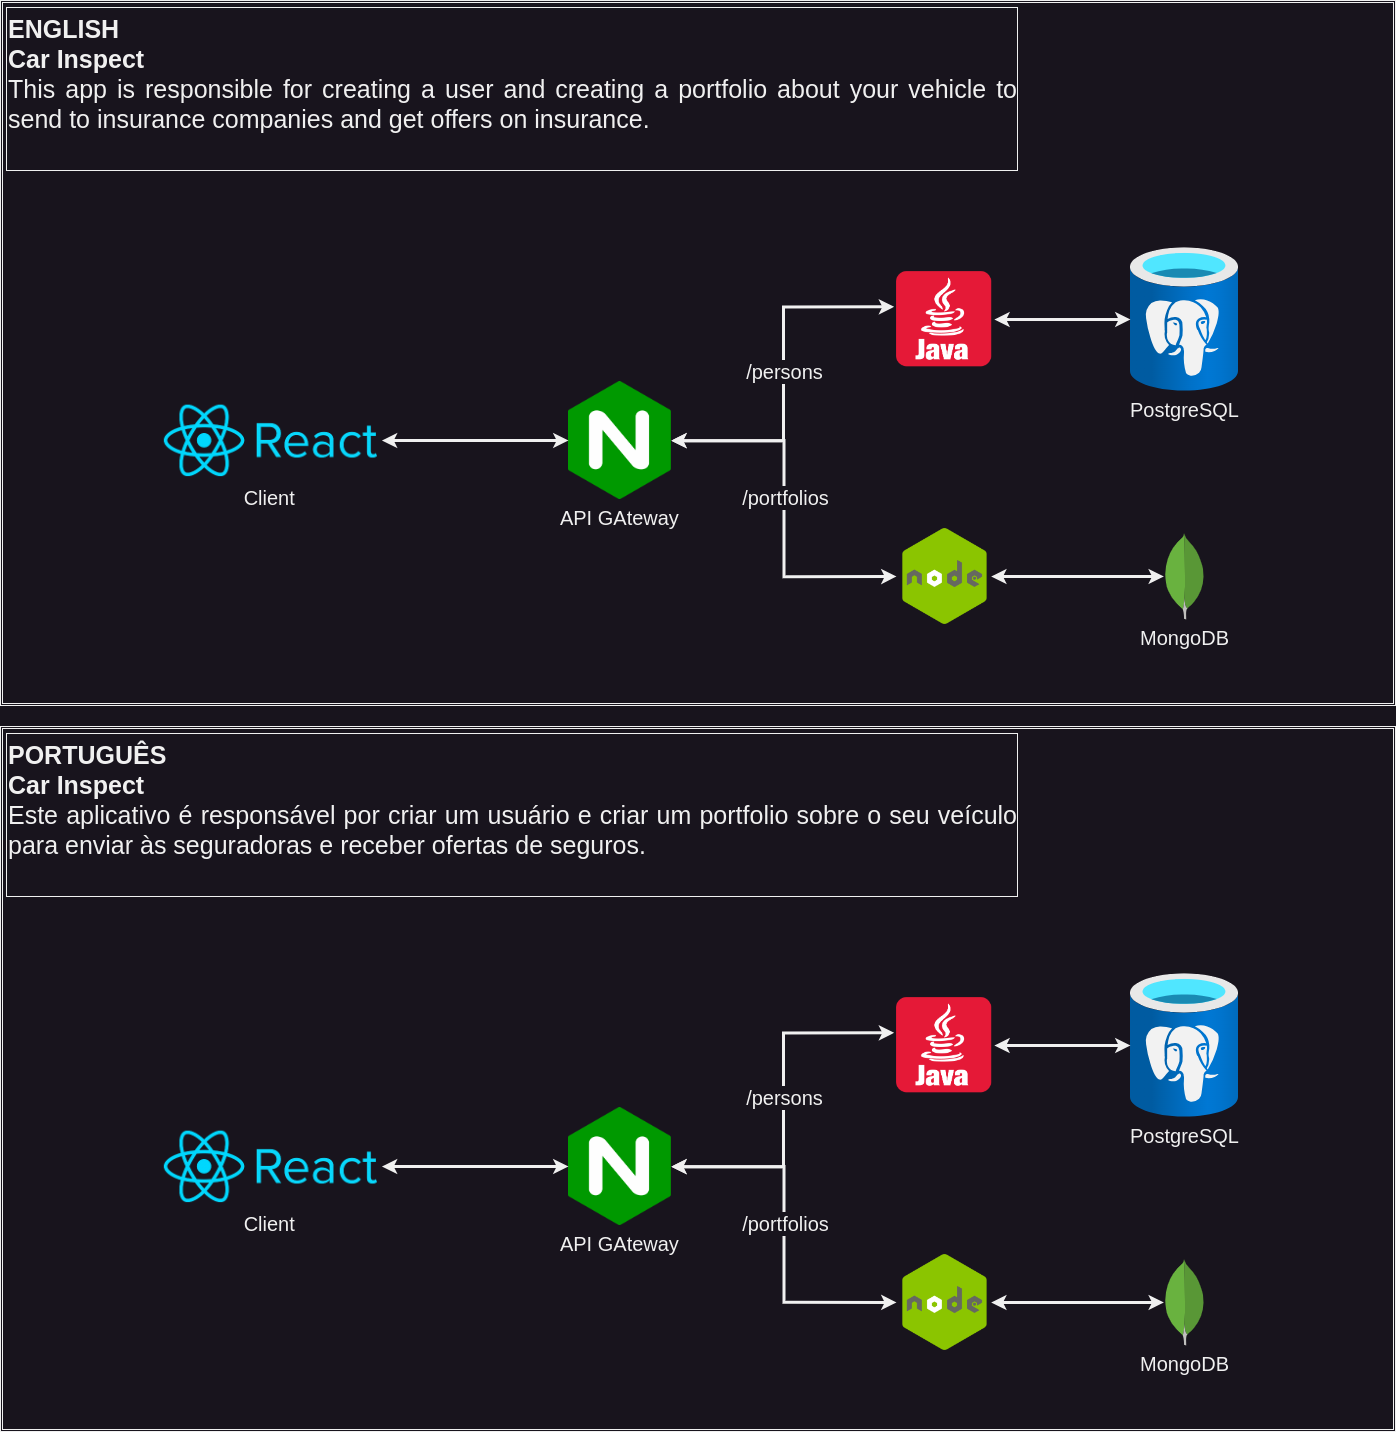 ENGLISH
Car Inspect
This app is responsible for creating a user and creating a portfolio about your vehicle to
send to insurance companies and get offers on insurance.
Java
/persons
PostgreSQL
React
N
Client
/portfolios
API GAteway
node
MongoDB
PORTUGUÊS
Car Inspect
Este aplicativo é responsável por criar um usuário e criar um portfolio sobre o seu veículo
para enviar às seguradoras e receber ofertas de seguros.
Java
/persons
PostgreSQL
React
N
Client
/portfolios
API GAteway
node
MongoDB